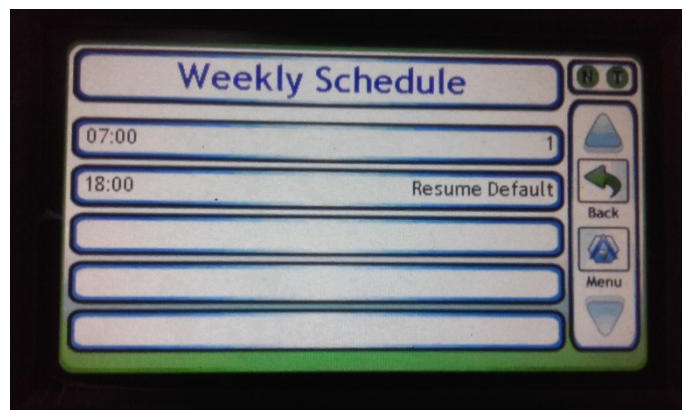 Weekly Schedule
N T
07:00 1
18:00 Resume Default
Back
Menu